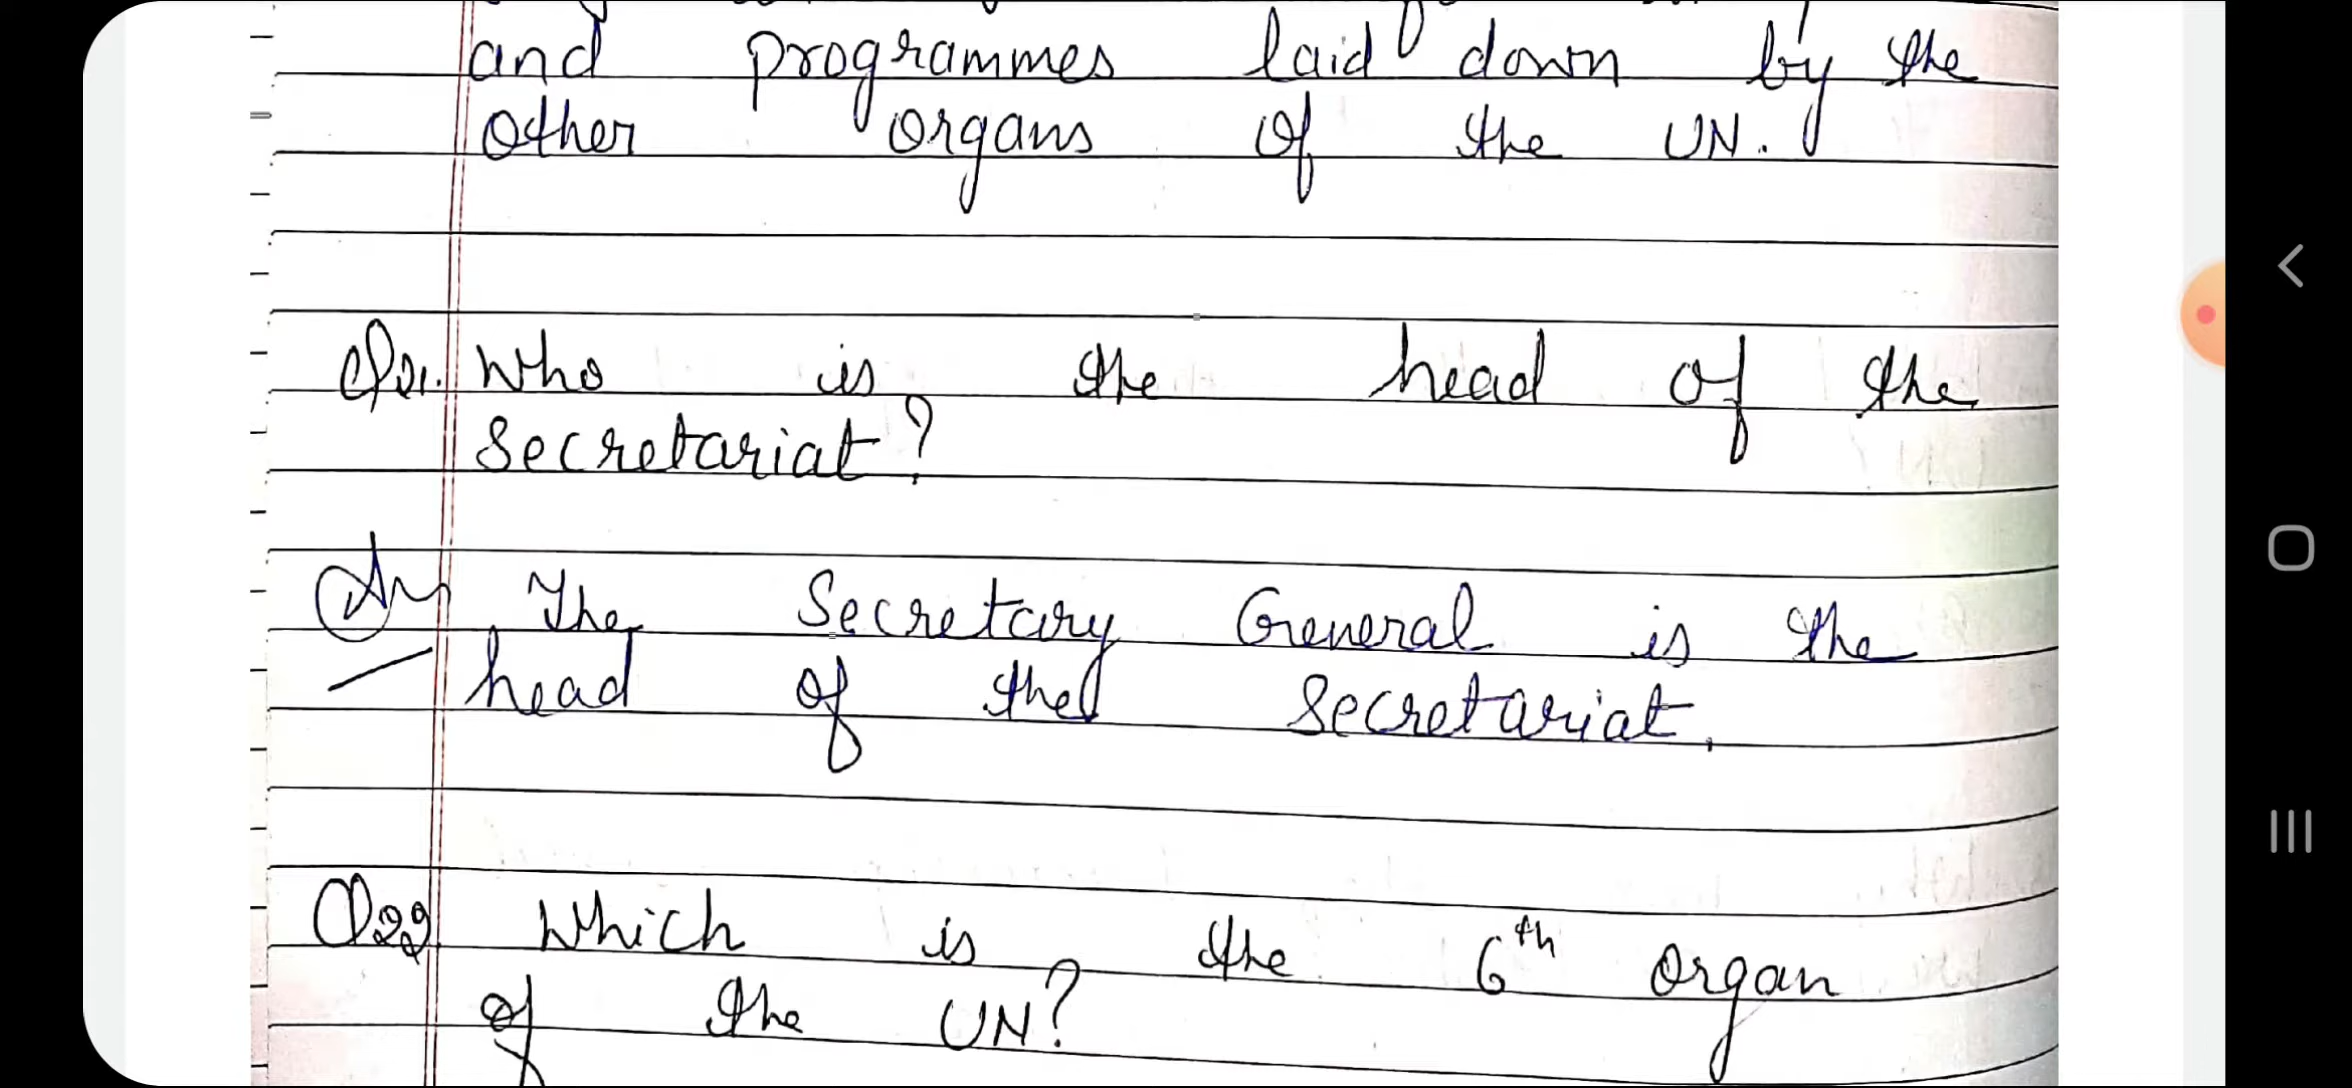 and programmes laid down by the
other organs of the UN.
Q21. Who is the head of the
secretariat?
Ans The Secretary General is the
head of the Secretariat.
Q22 Which is the 6th organ
of the UN?